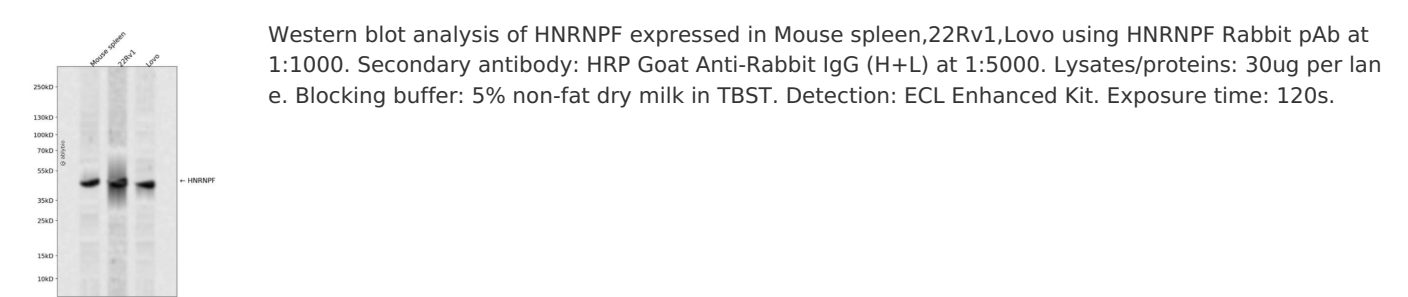 Mouse spleen
22Rv1
Lovo
250kD
130kD
100kD
70kD
55kD
35kD
25kD
15kD
10kD
@ ablybio
← HNRNPF
Western blot analysis of HNRNPF expressed in Mouse spleen,22Rv1,Lovo using HNRNPF Rabbit pAb at
1:1000. Secondary antibody: HRP Goat Anti-Rabbit IgG (H+L) at 1:5000. Lysates/proteins: 30ug per lan
e. Blocking buffer: 5% non-fat dry milk in TBST. Detection: ECL Enhanced Kit. Exposure time: 120s.